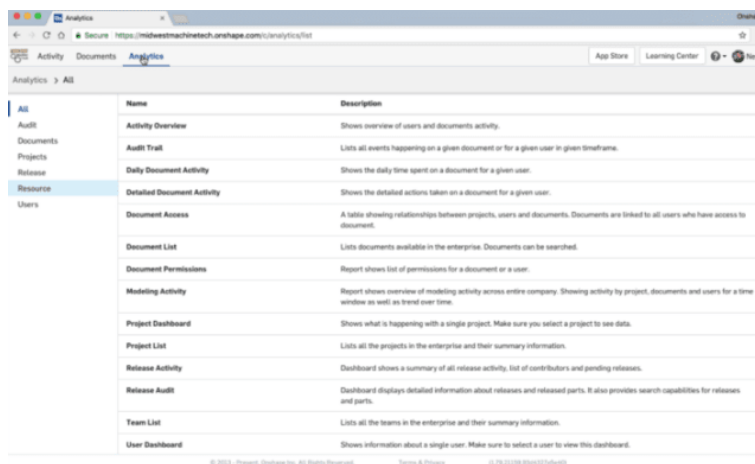 Analytics
Onsh
Secure https://midwestmachinetech.onshape.com/c/analytics/list
Activity Documents Analytics App Store Learning Center Ne
Analytics > All
All
Audit
Documents
Projects
Release
Resource
Users
Name Description
Activity Overview Shows overview of users and documents activity.
Audit Trail Lists all events happening on a given document or for a given user in given timeframe.
Daily Document Activity Shows the daily time spent on a document for a given user.
Detailed Document Activity Shows the detailed actions taken on a document for a given user.
Document Access A table showing relationships between projects, users and documents. Documents are linked to all users who have access to
document.
Document List Lists documents available in the enterprise. Documents can be searched.
Document Permissions Report shows list of permissions for a document or a user.
Modeling Activity Report shows overview of modeling activity across entire company. Showing activity by project, documents and users for a time
window as well as trend over time.
Project Dashboard Shows what is happening with a single project. Make sure you select a project to see data.
Project List Lists all the projects in the enterprise and their summary information.
Release Activity Dashboard shows a summary of all release activity, list of contributors and pending releases.
Release Audit Dashboard displays detailed information about releases and released parts. It also provides search capabilities for releases
and parts.
Team List Lists all the teams in the enterprise and their summary information.
User Dashboard Shows information about a single user. Make sure to select a user to view this dashboard.
© 2013 - Present, Onshape Inc. All Rights Reserved. Terms & Privacy